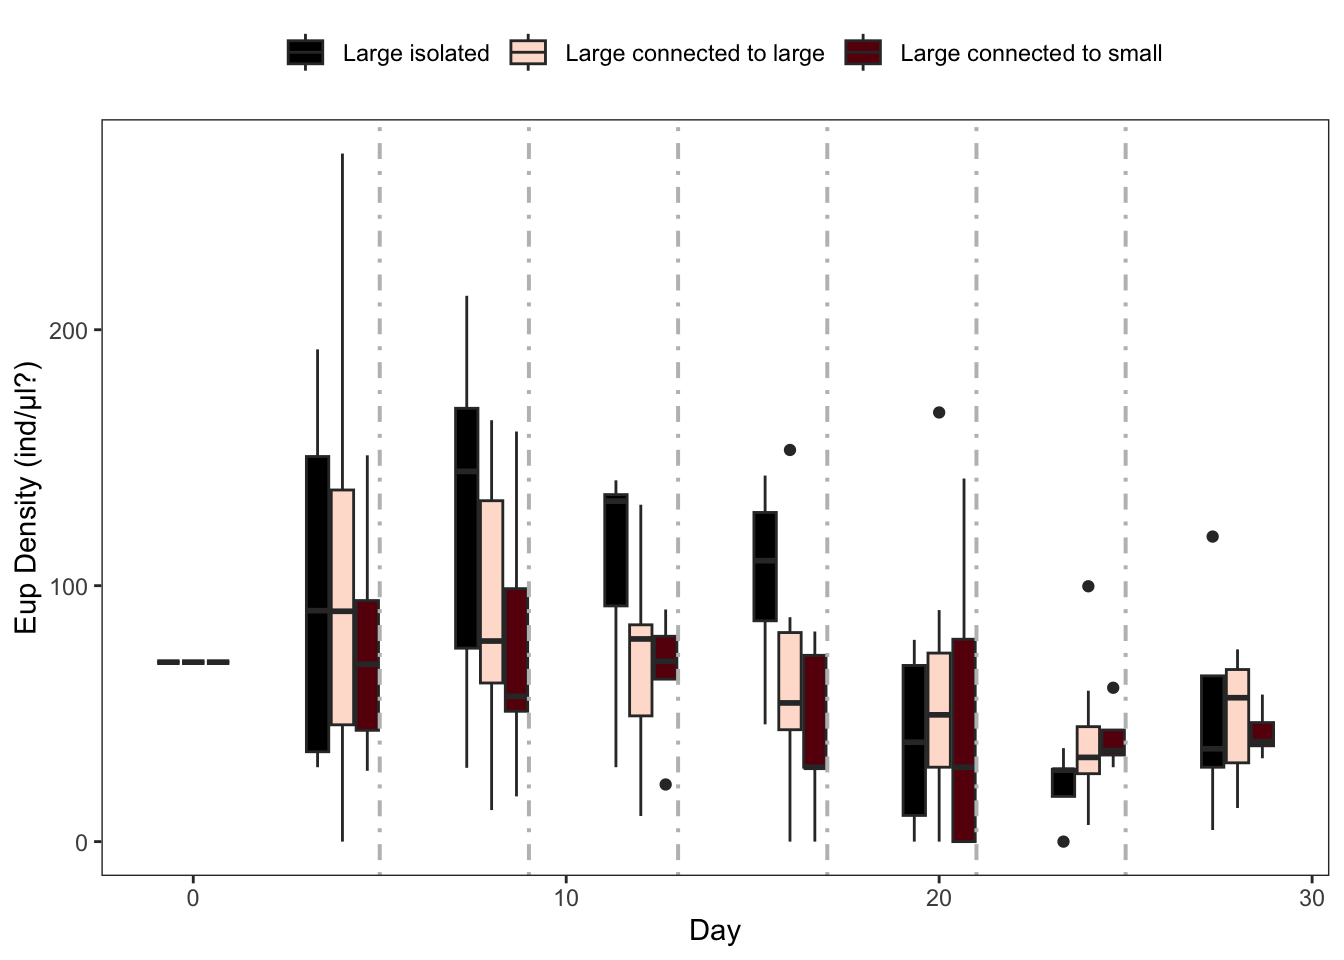 Large isolated Large connected to large Large connected to small
Eup Density (ind/µl?)
200
100
0
0 10 20 30
Day